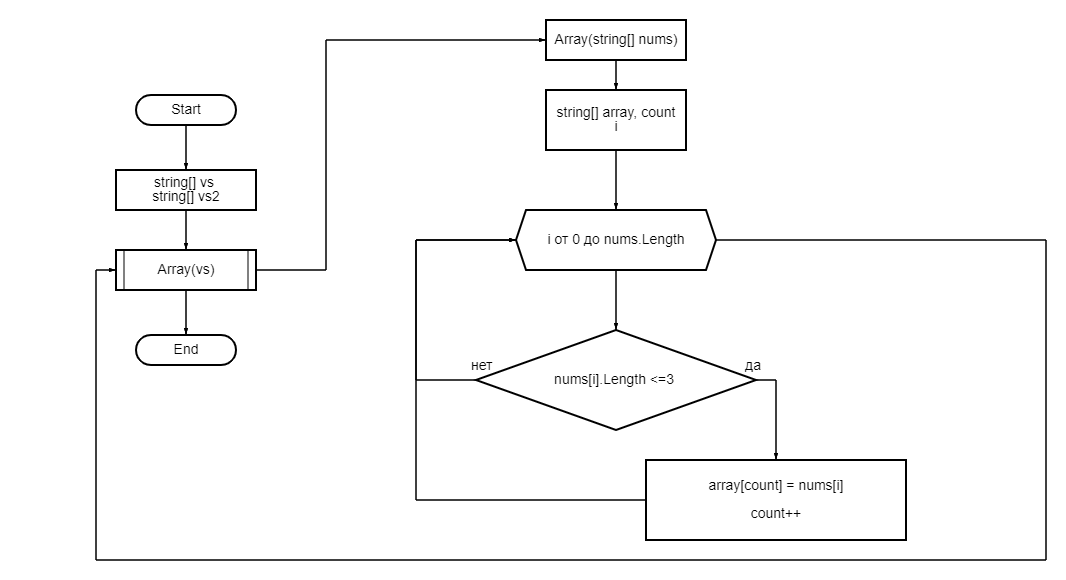 Start
string[] vs
string[] vs2
Array(vs)
End
Array(string[] nums)
string[] array, count
i
i от 0 до nums.Length
нет
да
nums[i].Length <=3
array[count] = nums[i]
count++